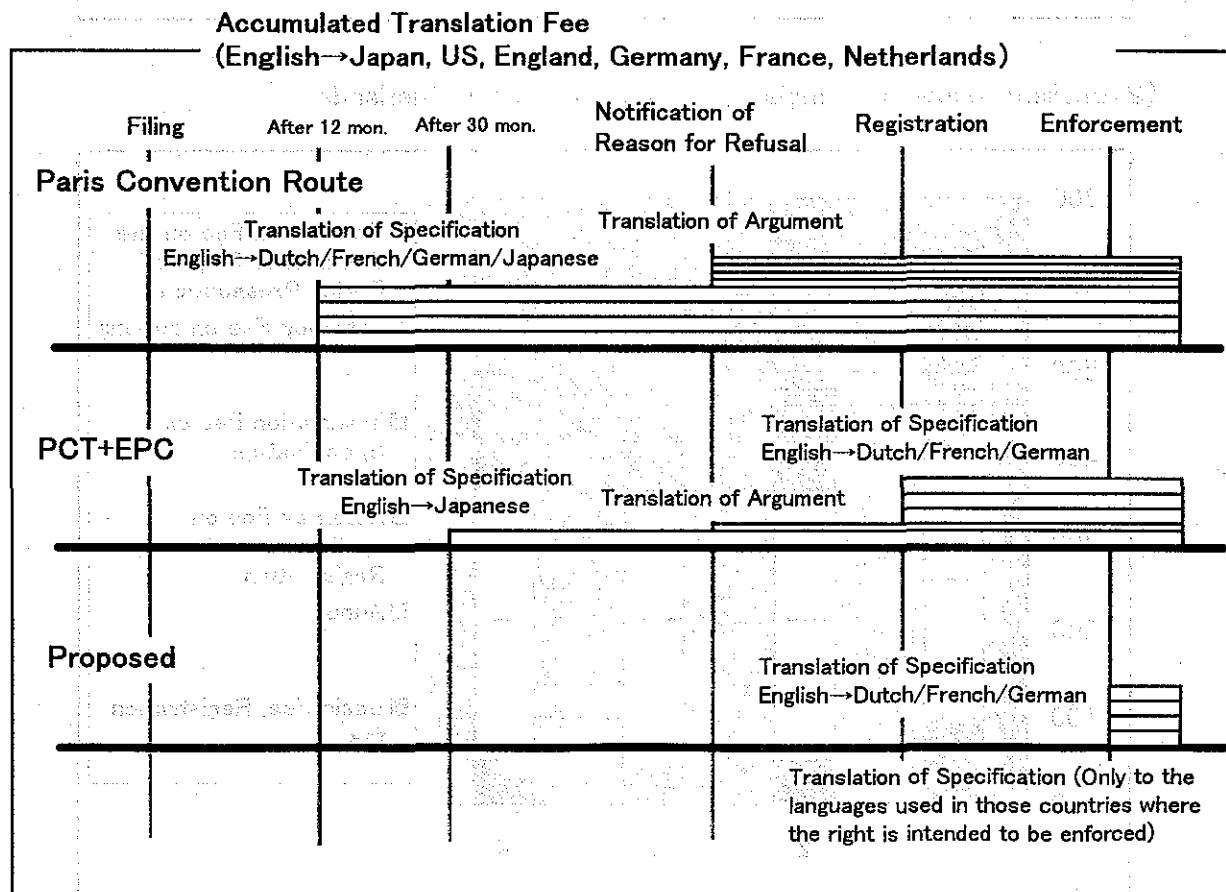 Accumulated Translation Fee
(English→Japan, US, England, Germany, France, Netherlands)
Filing
After 12 mon.
After 30 mon.
Notification of
Reason for Refusal
Registration
Enforcement
Paris Convention Route
Translation of Specification
English→Dutch/French/German/Japanese
Translation of Argument
PCT+EPC
Translation of Specification
English→Japanese
Translation of Argument
Translation of Specification
English→Dutch/French/German
Proposed
Translation of Specification
English→Dutch/French/German
Translation of Specification (Only to the
languages used in those countries where
the right is intended to be enforced)